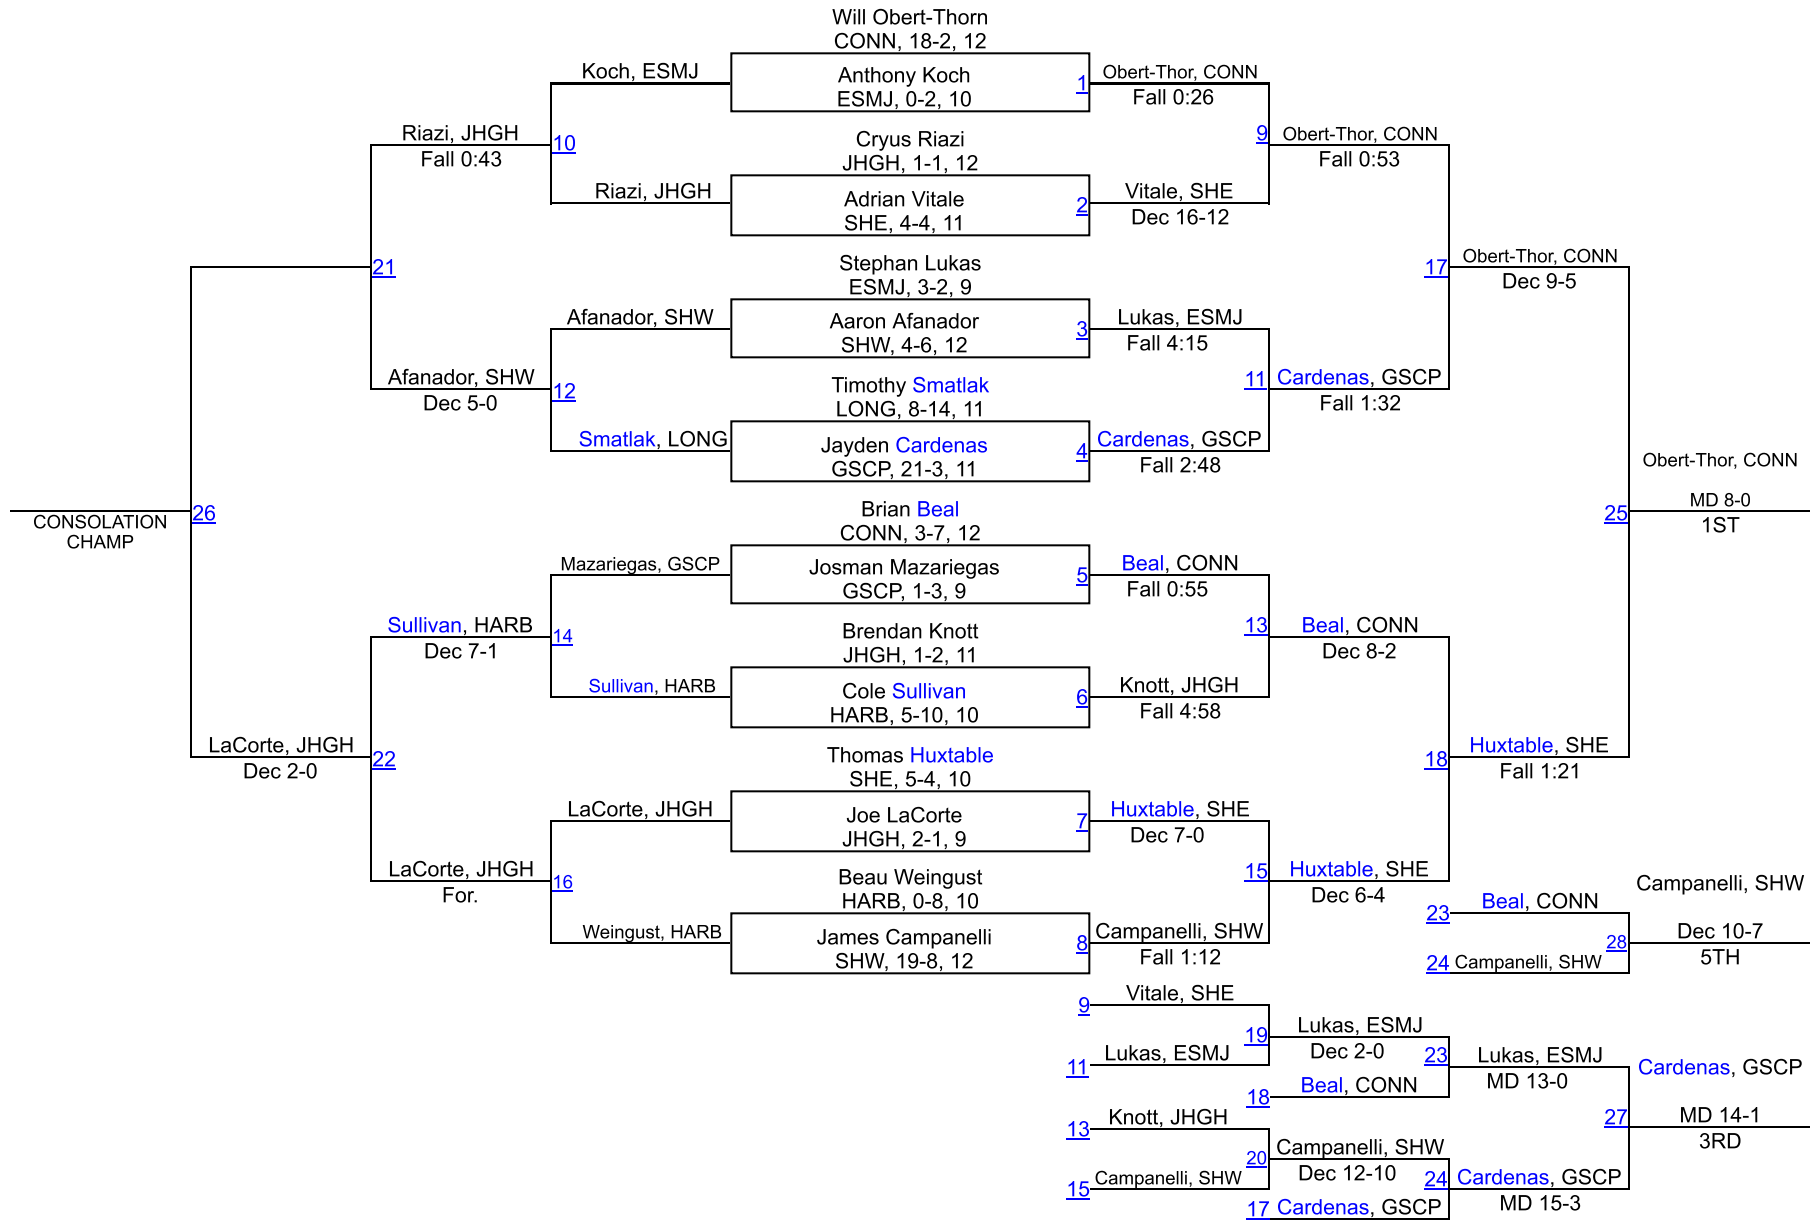 Will Obert-Thorn
CONN, 18-2, 12
Koch, ESMJ
Anthony Koch
ESMJ, 0-2, 10
1
Obert-Thor, CONN
Fall 0:26
Riazi, JHGH
Fall 0:43
10
Cryus Riazi
JHGH, 1-1, 12
9
Obert-Thor, CONN
Fall 0:53
Riazi, JHGH
Adrian Vitale
SHE, 4-4, 11
2
Vitale, SHE
Dec 16-12
21
Stephan Lukas
ESMJ, 3-2, 9
17
Obert-Thor, CONN
Dec 9-5
Afanador, SHW
Aaron Afanador
SHW, 4-6, 12
3
Lukas, ESMJ
Fall 4:15
Afanador, SHW
Dec 5-0
12
Timothy Smatlak
LONG, 8-14, 11
11
Cardenas, GSCP
Fall 1:32
Smatlak, LONG
Jayden Cardenas
GSCP, 21-3, 11
4
Cardenas, GSCP
Fall 2:48
CONSOLATION
CHAMP
26
Brian Beal
CONN, 3-7, 12
25
Obert-Thor, CONN
MD 8-0
1ST
Mazariegas, GSCP
Josman Mazariegas
GSCP, 1-3, 9
5
Beal, CONN
Fall 0:55
Sullivan, HARB
Dec 7-1
14
Brendan Knott
JHGH, 1-2, 11
13
Beal, CONN
Dec 8-2
Sullivan, HARB
Cole Sullivan
HARB, 5-10, 10
6
Knott, JHGH
Fall 4:58
LaCorte, JHGH
Dec 2-0
22
Thomas Huxtable
SHE, 5-4, 10
18
Huxtable, SHE
Fall 1:21
LaCorte, JHGH
Joe LaCorte
JHGH, 2-1, 9
7
Huxtable, SHE
Dec 7-0
LaCorte, JHGH
For.
16
Beau Weingust
HARB, 0-8, 10
15
Huxtable, SHE
Dec 6-4
Weingust, HARB
James Campanelli
SHW, 19-8, 12
8
Campanelli, SHW
Fall 1:12
23
Beal, CONN
28
24
Campanelli, SHW
Campanelli, SHW
Dec 10-7
5TH
9
Vitale, SHE
19
Lukas, ESMJ
Dec 2-0
11
Lukas, ESMJ
23
Lukas, ESMJ
MD 13-0
18
Beal, CONN
27
Cardenas, GSCP
MD 14-1
3RD
13
Knott, JHGH
20
Campanelli, SHW
Dec 12-10
15
Campanelli, SHW
24
Cardenas, GSCP
MD 15-3
17
Cardenas, GSCP